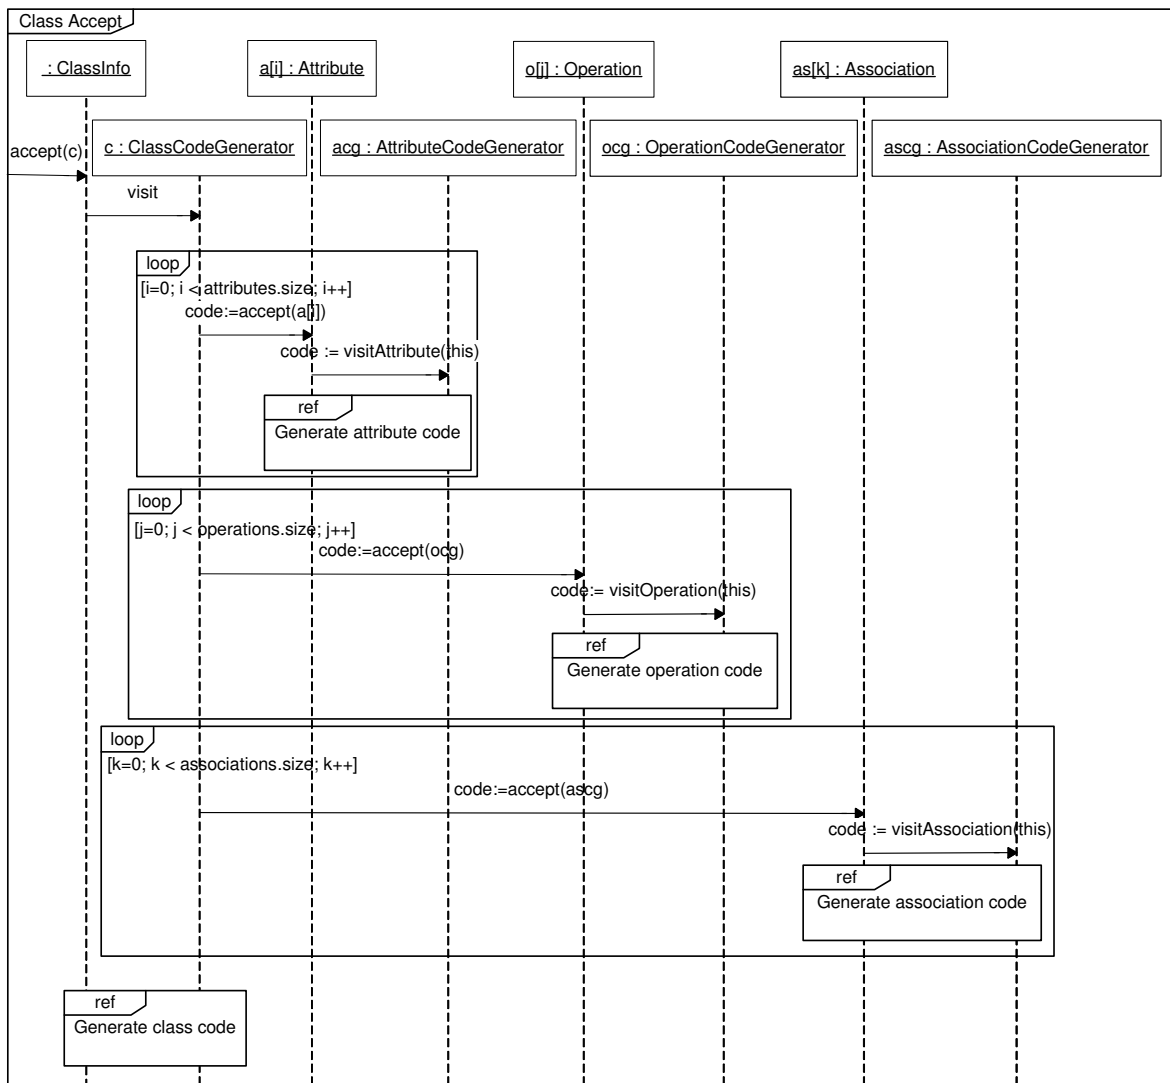 Class Accept
: ClassInfo
a[i] : Attribute
o[j] : Operation
as[k] : Association
accept(c)
c : ClassCodeGenerator
acg : AttributeCodeGenerator
ocg : OperationCodeGenerator
ascg : AssociationCodeGenerator
visit
loop
[i=0; i < attributes.size; i++]
code:=accept(a[i])
code := visitAttribute(this)
ref
Generate attribute code
loop
[j=0; j < operations.size; j++]
code:=accept(ocg)
code:= visitOperation(this)
ref
Generate operation code
loop
[k=0; k < associations.size; k++]
code:=accept(ascg)
code := visitAssociation(this)
ref
Generate association code
ref
Generate class code